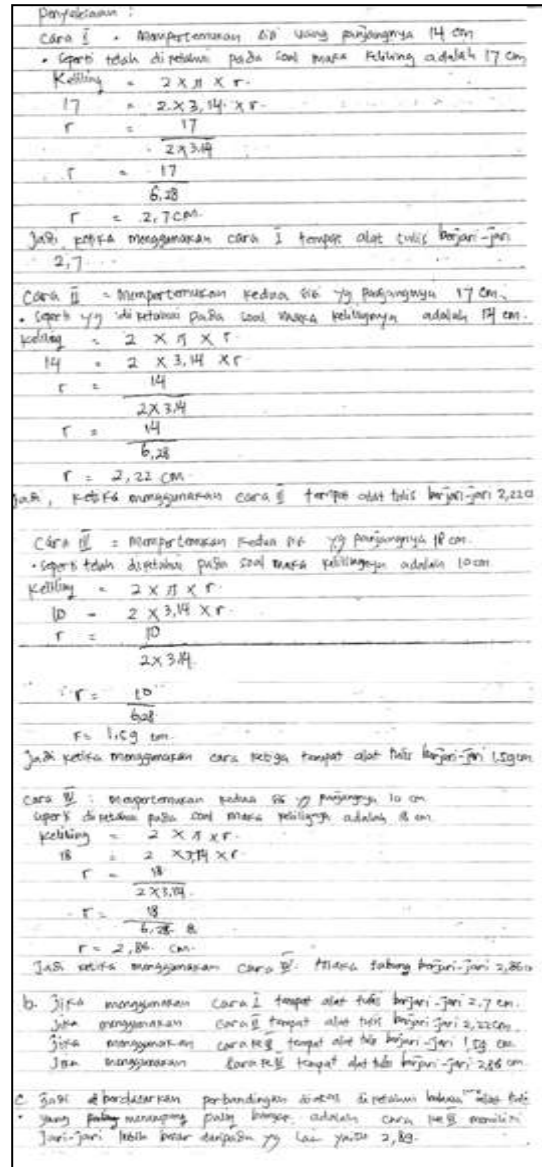 Penyelesaian :
Cara I . Mempertemukan sisi yang panjangnya 14 cm
• Seperti telah di ketahui pada soal maka keliling adalah 17 cm
Keliling = 2 x π x r.
17 = 2 x 3,14 x r.
r = 17
2 x 3,14
r = 17
6,28
r = 2,7 cm.
Jadi, ketika menggunakan cara I tempat alat tulis berjari-jari
2,7
Cara II = Mempertemukan kedua sisi yg panjangnya 17 cm.
• Seperti yg di ketahui pada soal maka kelilingnya adalah 14 cm.
Keliling = 2 x π x r
14 = 2 x 3,14 x r
r = 14
2 x 3,14
r = 14
6,28
r = 2,22 cm
Jadi, ketika menggunakan cara II tempat alat tulis berjari-jari 2,22
Cara III = Mempertemukan kedua sisi yg panjangnya 18 cm.
• Seperti telah diketahui pada soal maka kelilingnya adalah 10 cm
Keliling = 2 x π x r.
10 = 2 x 3,14 x r
r = 10
2 x 3,14
r = 10
6,28
r = 1,59 cm
Jadi ketika menggunakan cara ketiga tempat alat tulis berjari-jari 1,59 cm
Cara IV : Mempertemukan kedua sisi yg panjangnya 10 cm
Seperti diketahui pada soal maka kelilingnya adalah 18 cm
Keliling = 2 x π x r.
18 = 2 x 3,14 x r
r = 18
2 x 3,14
r = 18
6,28
r = 2,86 cm
Jadi ketika menggunakan cara IV maka tabung berjari-jari 2,86
b. Jika menggunakan cara I tempat alat tulis berjari-jari 2,7 cm.
Jika menggunakan cara II tempat alat tulis berjari-jari 2,22 cm
Jika menggunakan cara ke III tempat alat tulis berjari-jari 1,59 cm
Jika menggunakan cara ke IV tempat alat tulis berjari-jari 2,86 cm
c. Jadi berdasarkan perbandingan diketahui bahwa alat tulis
yang menampung paling banyak adalah cara ke IV memiliki
Jari-jari lebih besar daripada yg lain yaitu 2,89.